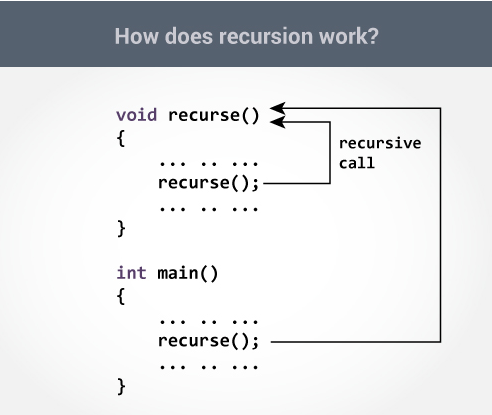 How does recursion work?
void recurse()
{
... .. ...
recurse();
... .. ...
}
recursive
call
int main()
{
... .. ...
recurse();
... .. ...
}